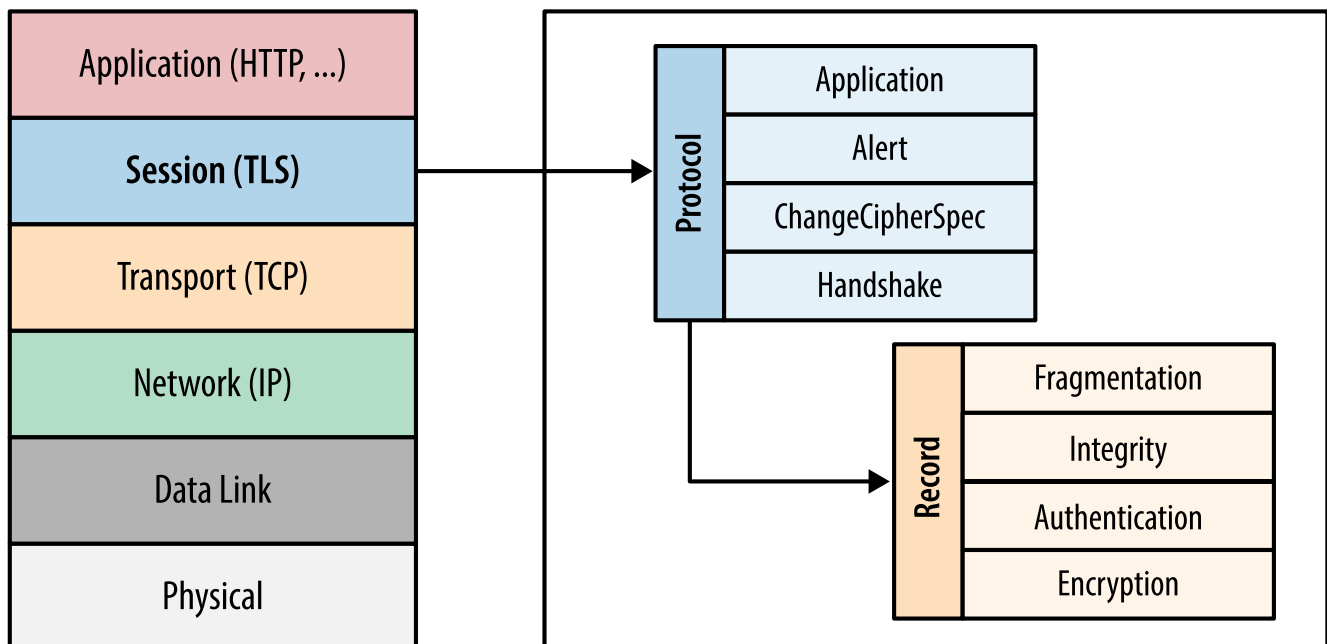 Application (HTTP, ...)
Session (TLS)
Transport (TCP)
Network (IP)
Data Link
Physical
Protocol
Application
Alert
ChangeCipherSpec
Handshake
Record
Fragmentation
Integrity
Authentication
Encryption